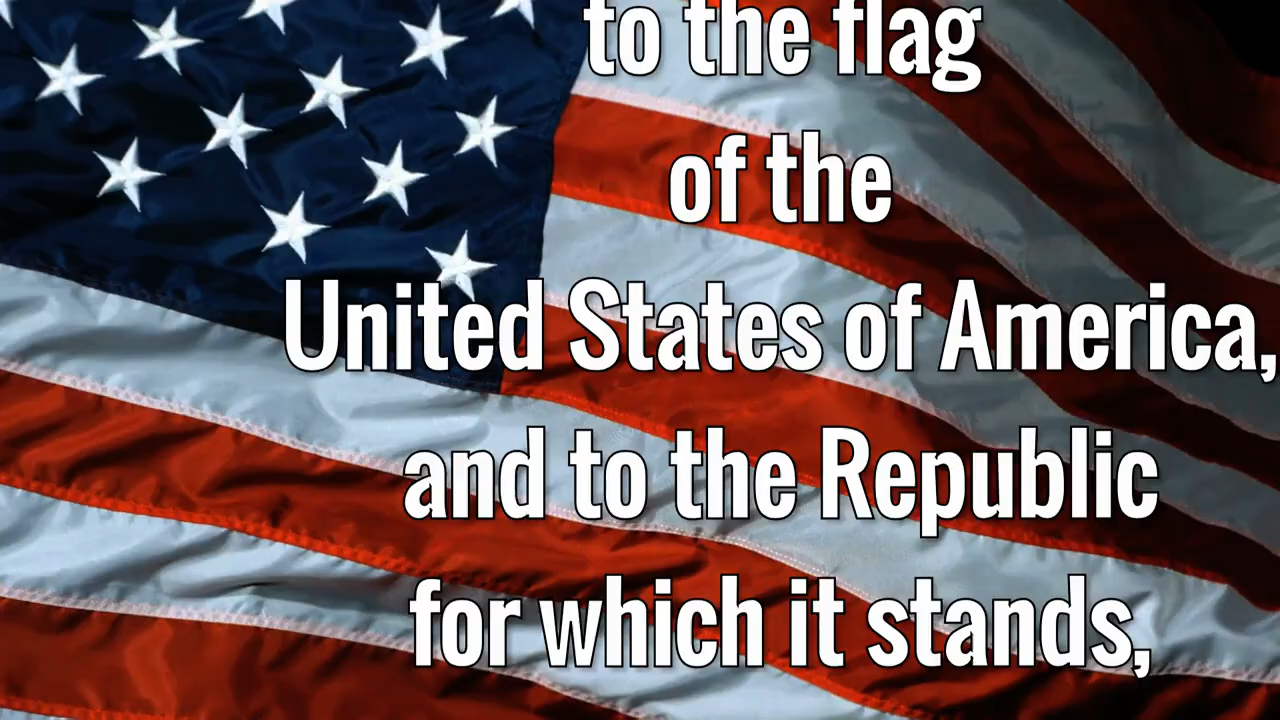 to the flag
of the
United States of America,
and to the Republic
for which it stands,